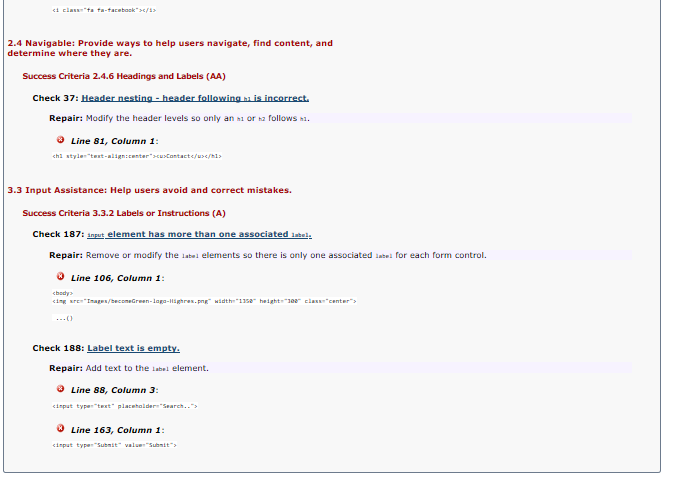 <i class="fa fa-facebook"></i>
2.4 Navigable: Provide ways to help users navigate, find content, and
determine where they are.
Success Criteria 2.4.6 Headings and Labels (AA)
Check 37: Header nesting - header following h1 is incorrect.
Repair: Modify the header levels so only an h1 or h2 follows h1.
Line 81, Column 1:
<h1 style="text-align:center"><u>Contact</u></h1>
3.3 Input Assistance: Help users avoid and correct mistakes.
Success Criteria 3.3.2 Labels or Instructions (A)
Check 187: input element has more than one associated label.
Repair: Remove or modify the label elements so there is only one associated label for each form control.
Line 106, Column 1:
<body>
<img src="Images/becomeGreen-logo-Highres.png" width="1350" height="300" class="center">
...()
Check 188: Label text is empty.
Repair: Add text to the label element.
Line 88, Column 3:
<input type="text" placeholder="Search..">
Line 163, Column 1:
<input type="Submit" value="Submit">